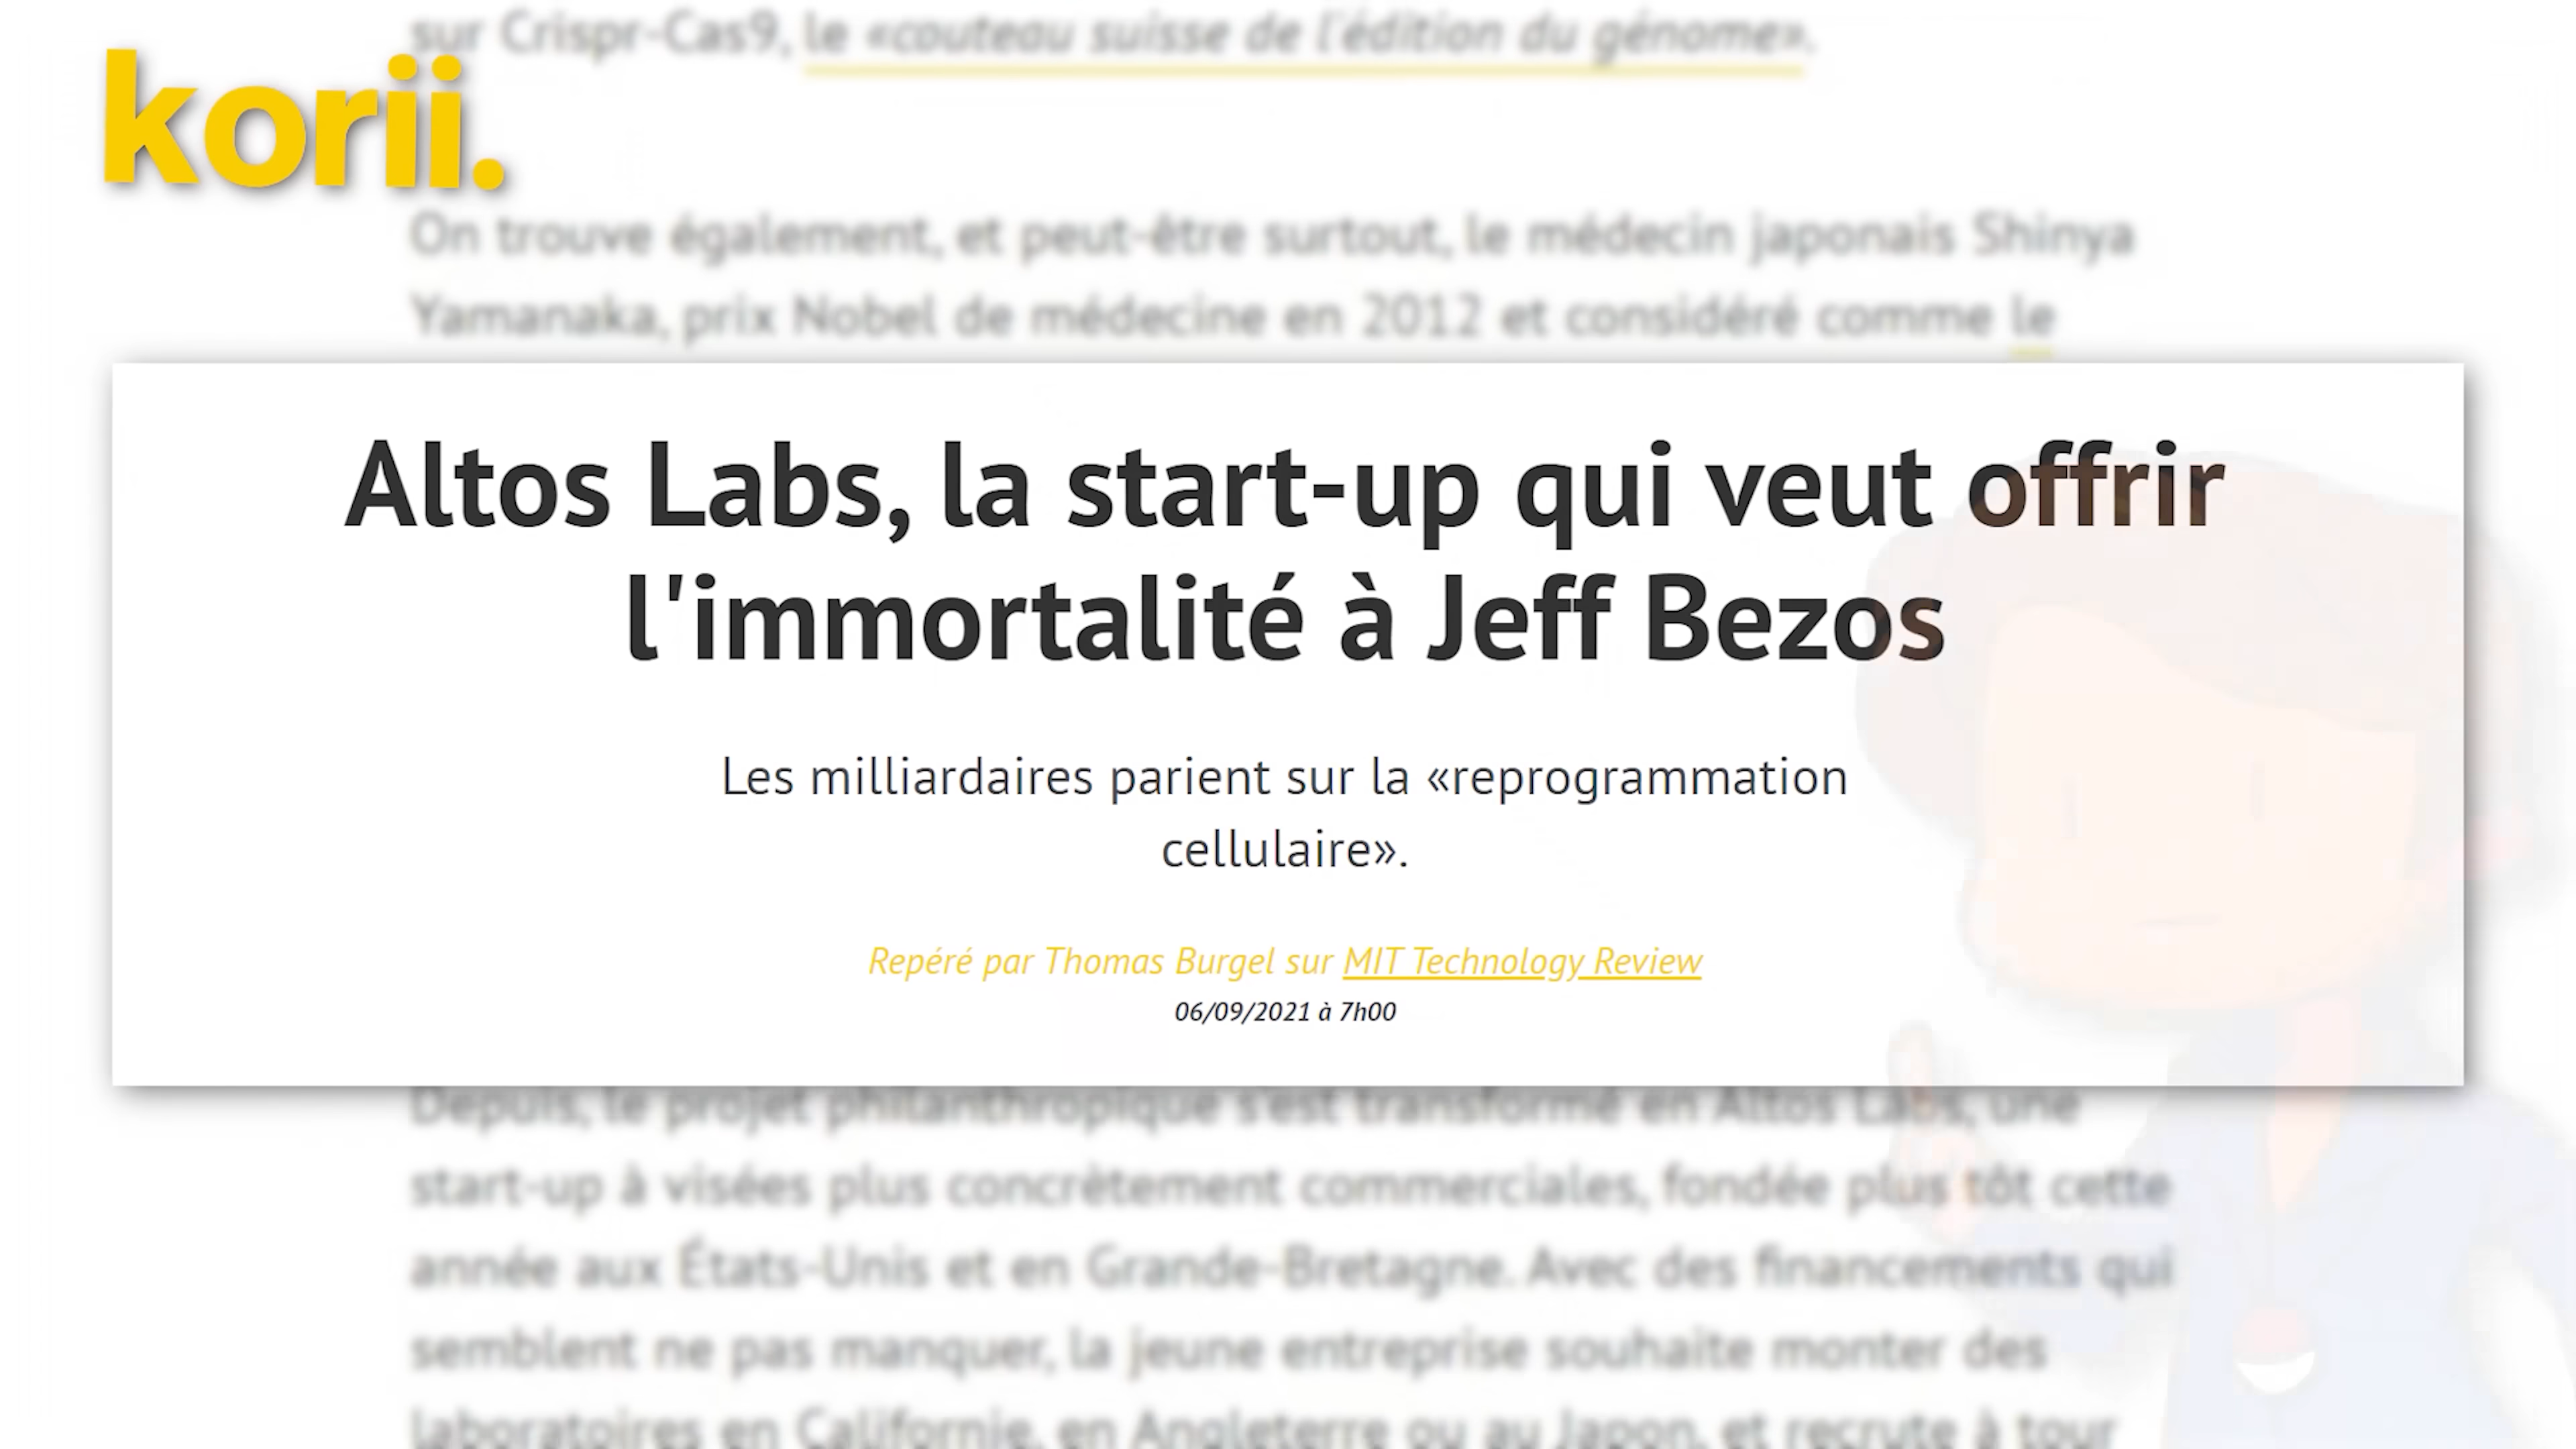 sur Crispr-Cas9, le «couteau suisse de l'édition du génome».
korii.
On trouve également, et peut-être surtout, le médecin japonais Shinya
Yamanaka, prix Nobel de médecine en 2012 et considéré comme le
Altos Labs, la start-up qui veut offrir
l'immortalité à Jeff Bezos
Les milliardaires parient sur la «reprogrammation
cellulaire».
Repéré par Thomas Burgel sur MIT Technology Review
06/09/2021 à 7h00
Depuis, le projet philanthropique s'est transformé en Altos Labs, une
start-up à visées plus concrètement commerciales, fondée plus tôt cette
année aux États-Unis et en Grande-Bretagne. Avec des financements qui
semblent ne pas manquer, la jeune entreprise souhaite monter des
laboratoires en Californie, en Angleterre ou au Japon, et recrute à tour